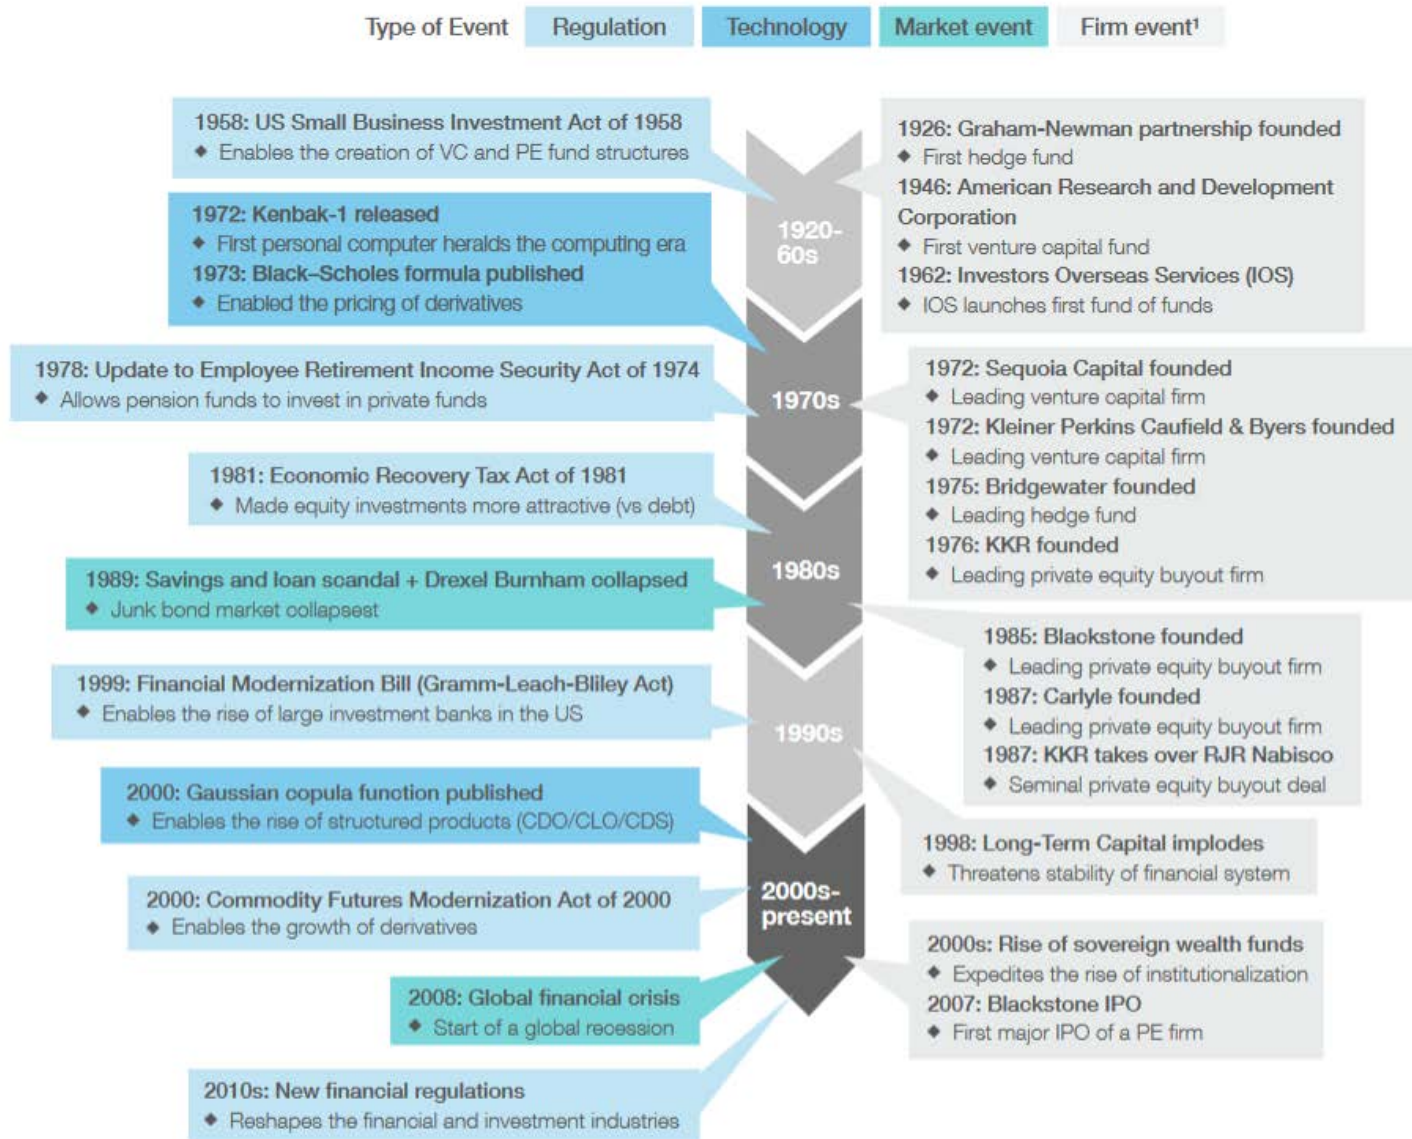 Type of Event Regulation Technology Market event Firm event¹
1958: US Small Business Investment Act of 1958
◆ Enables the creation of VC and PE fund structures
1972: Kenbak-1 released
◆ First personal computer heralds the computing era
1973: Black–Scholes formula published
◆ Enabled the pricing of derivatives
1978: Update to Employee Retirement Income Security Act of 1974
◆ Allows pension funds to invest in private funds
1981: Economic Recovery Tax Act of 1981
◆ Made equity investments more attractive (vs debt)
1989: Savings and loan scandal + Drexel Burnham collapsed
◆ Junk bond market collapsest
1999: Financial Modernization Bill (Gramm-Leach-Bliley Act)
◆ Enables the rise of large investment banks in the US
2000: Gaussian copula function published
◆ Enables the rise of structured products (CDO/CLO/CDS)
2000: Commodity Futures Modernization Act of 2000
◆ Enables the growth of derivatives
2008: Global financial crisis
◆ Start of a global recession
2010s: New financial regulations
◆ Reshapes the financial and investment industries
1920-
60s
1970s
1980s
1990s
2000s-
present
1926: Graham-Newman partnership founded
◆ First hedge fund
1946: American Research and Development
Corporation
◆ First venture capital fund
1962: Investors Overseas Services (IOS)
◆ IOS launches first fund of funds
1972: Sequoia Capital founded
◆ Leading venture capital firm
1972: Kleiner Perkins Caufield & Byers founded
◆ Leading venture capital firm
1975: Bridgewater founded
◆ Leading hedge fund
1976: KKR founded
◆ Leading private equity buyout firm
1985: Blackstone founded
◆ Leading private equity buyout firm
1987: Carlyle founded
◆ Leading private equity buyout firm
1987: KKR takes over RJR Nabisco
◆ Seminal private equity buyout deal
1998: Long-Term Capital implodes
◆ Threatens stability of financial system
2000s: Rise of sovereign wealth funds
◆ Expedites the rise of institutionalization
2007: Blackstone IPO
◆ First major IPO of a PE firm